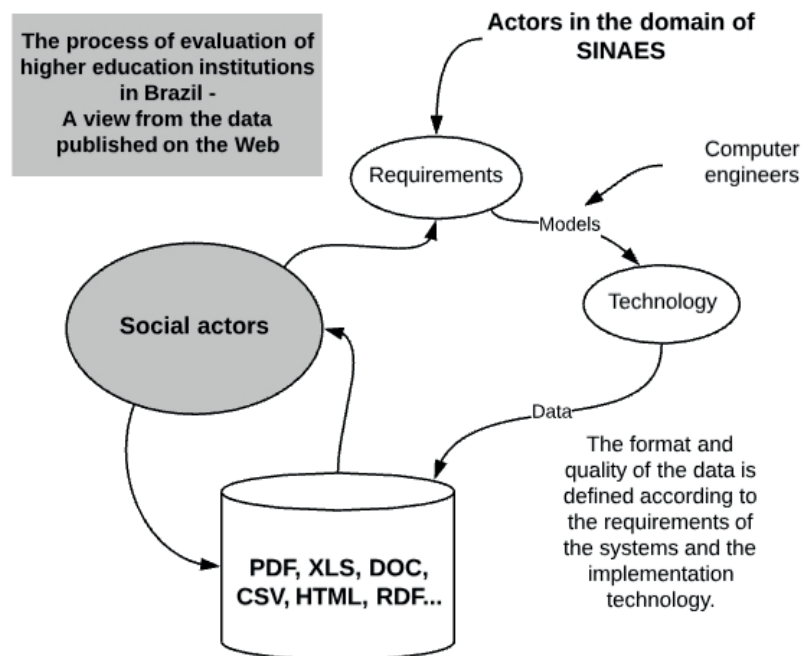 The process of evaluation of
higher education institutions
in Brazil -
A view from the data
published on the Web
Actors in the domain of
SINAES
Requirements
Computer
engineers
Models
Technology
Social actors
Data
The format and
quality of the data is
defined according to
the requirements of
the systems and the
implementation
technology.
PDF, XLS, DOC,
CSV, HTML, RDF...